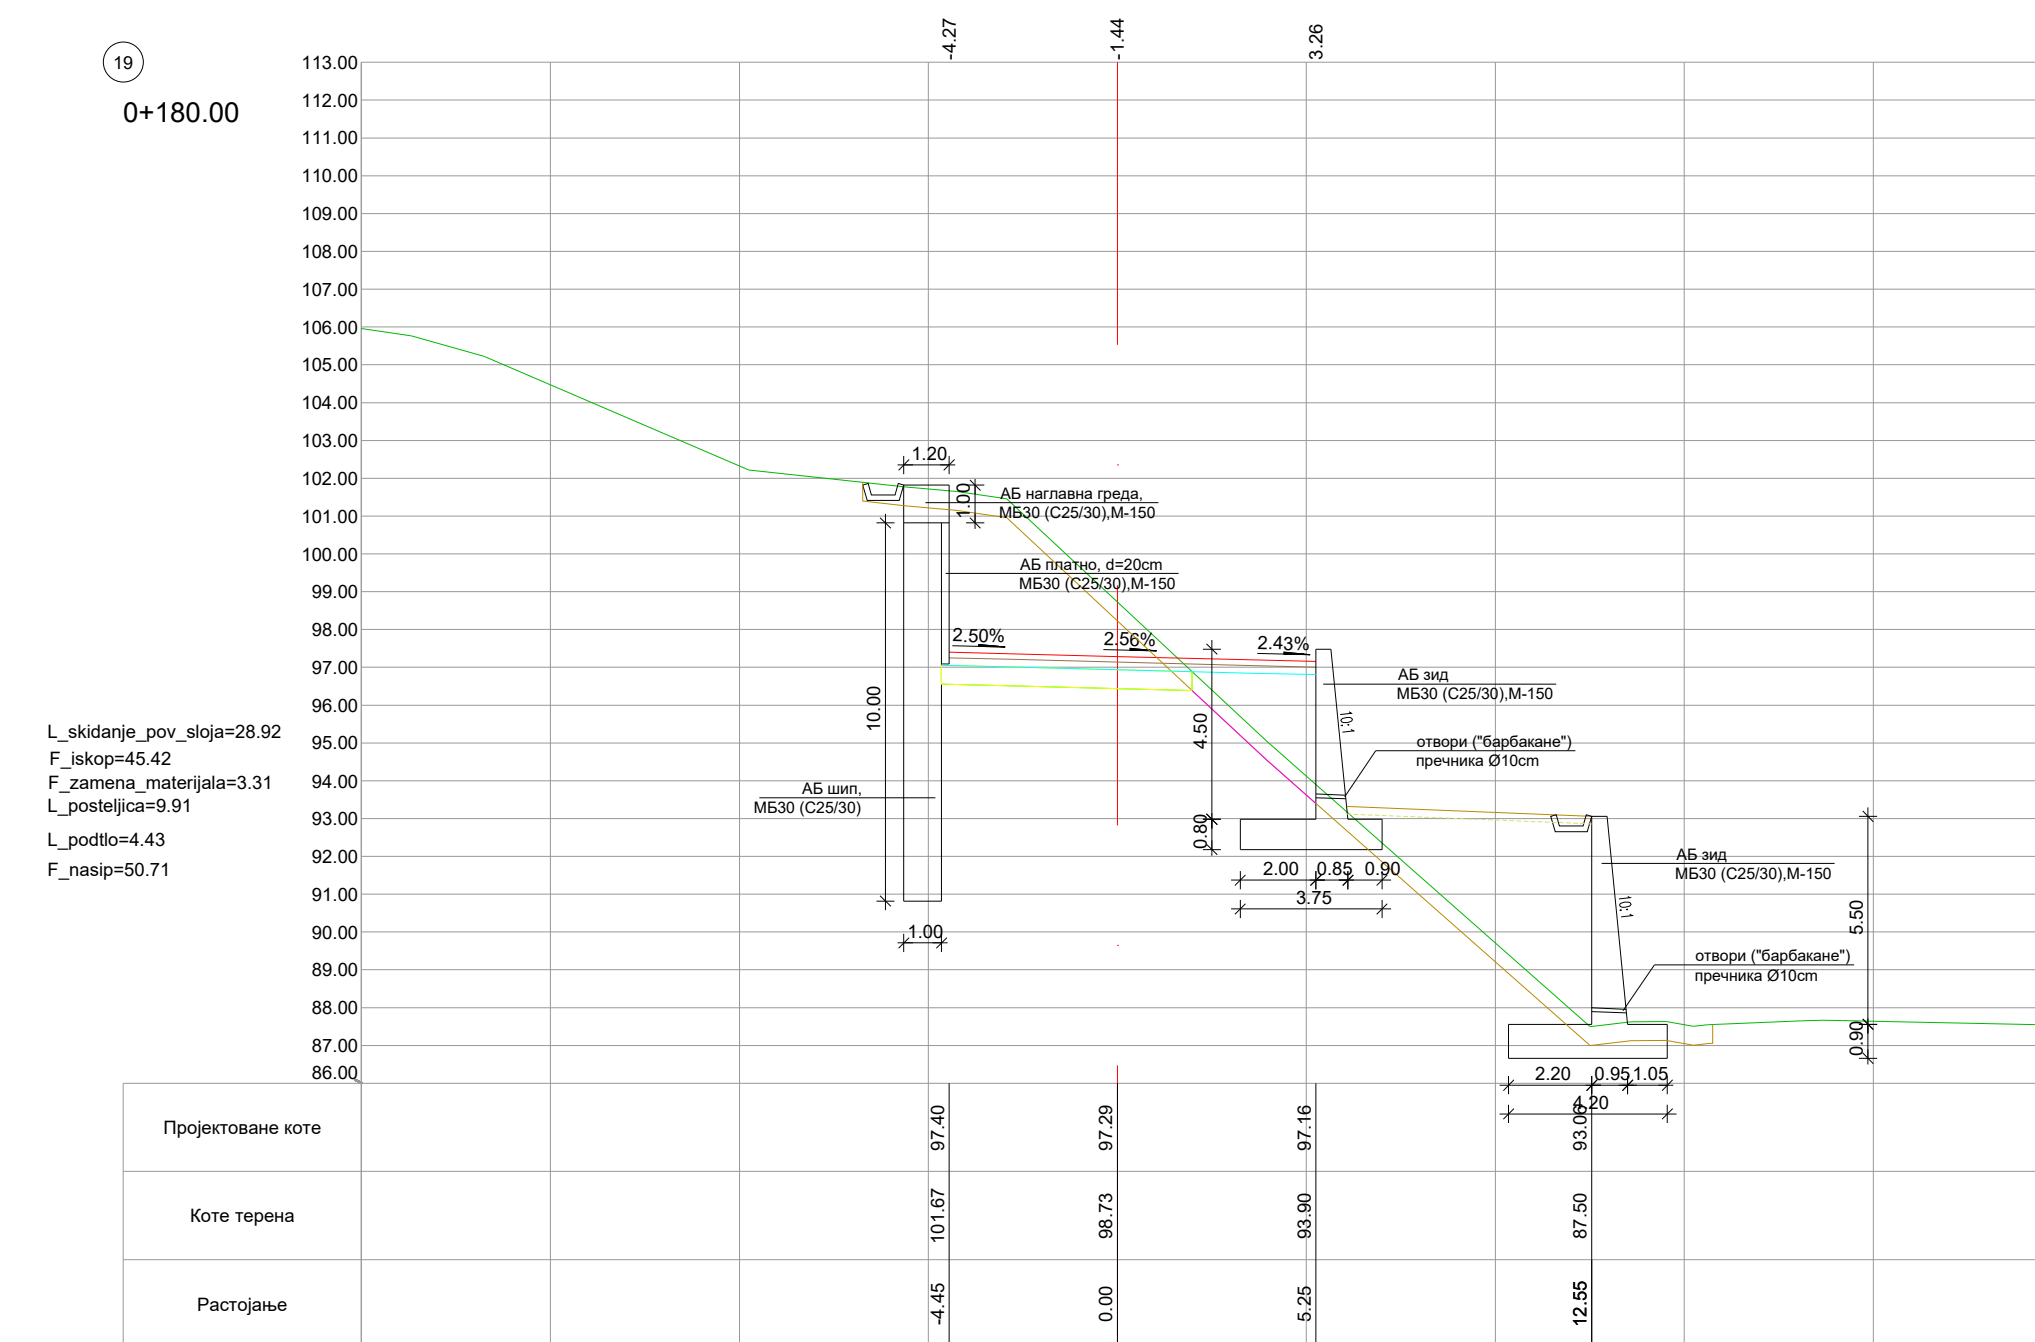 -4.27
-1.44
3.26
19
0+180.00
113.00
112.00
111.00
110.00
109.00
108.00
107.00
106.00
105.00
104.00
103.00
102.00
101.00
100.00
99.00
98.00
97.00
96.00
95.00
94.00
93.00
92.00
91.00
90.00
89.00
88.00
87.00
86.00
L_skidanje_pov_sloja=28.92
F_iskop=45.42
F_zamena_materijala=3.31
L_posteljica=9.91
L_podtlo=4.43
F_nasip=50.71
1.20
1.00
АБ наглавна греда,
МБ30 (C25/30),М-150
АБ платно, d=20cm
МБ30 (C25/30),М-150
2.50%
2.56%
2.43%
10.00
АБ шип,
МБ30 (C25/30)
1.00
4.50
0.80
АБ зид
МБ30 (C25/30),М-150
10:1
отвори ("барбакане")
пречника Ø10cm
2.00
0.85
0.90
3.75
АБ зид
МБ30 (C25/30),М-150
10:1
5.50
отвори ("барбакане")
пречника Ø10cm
0.90
2.20
0.95
1.05
4.20
Пројектоване коте
97.40
97.29
97.16
93.06
Коте терена
101.67
98.73
93.90
87.50
Растојање
-4.45
0.00
5.25
12.55